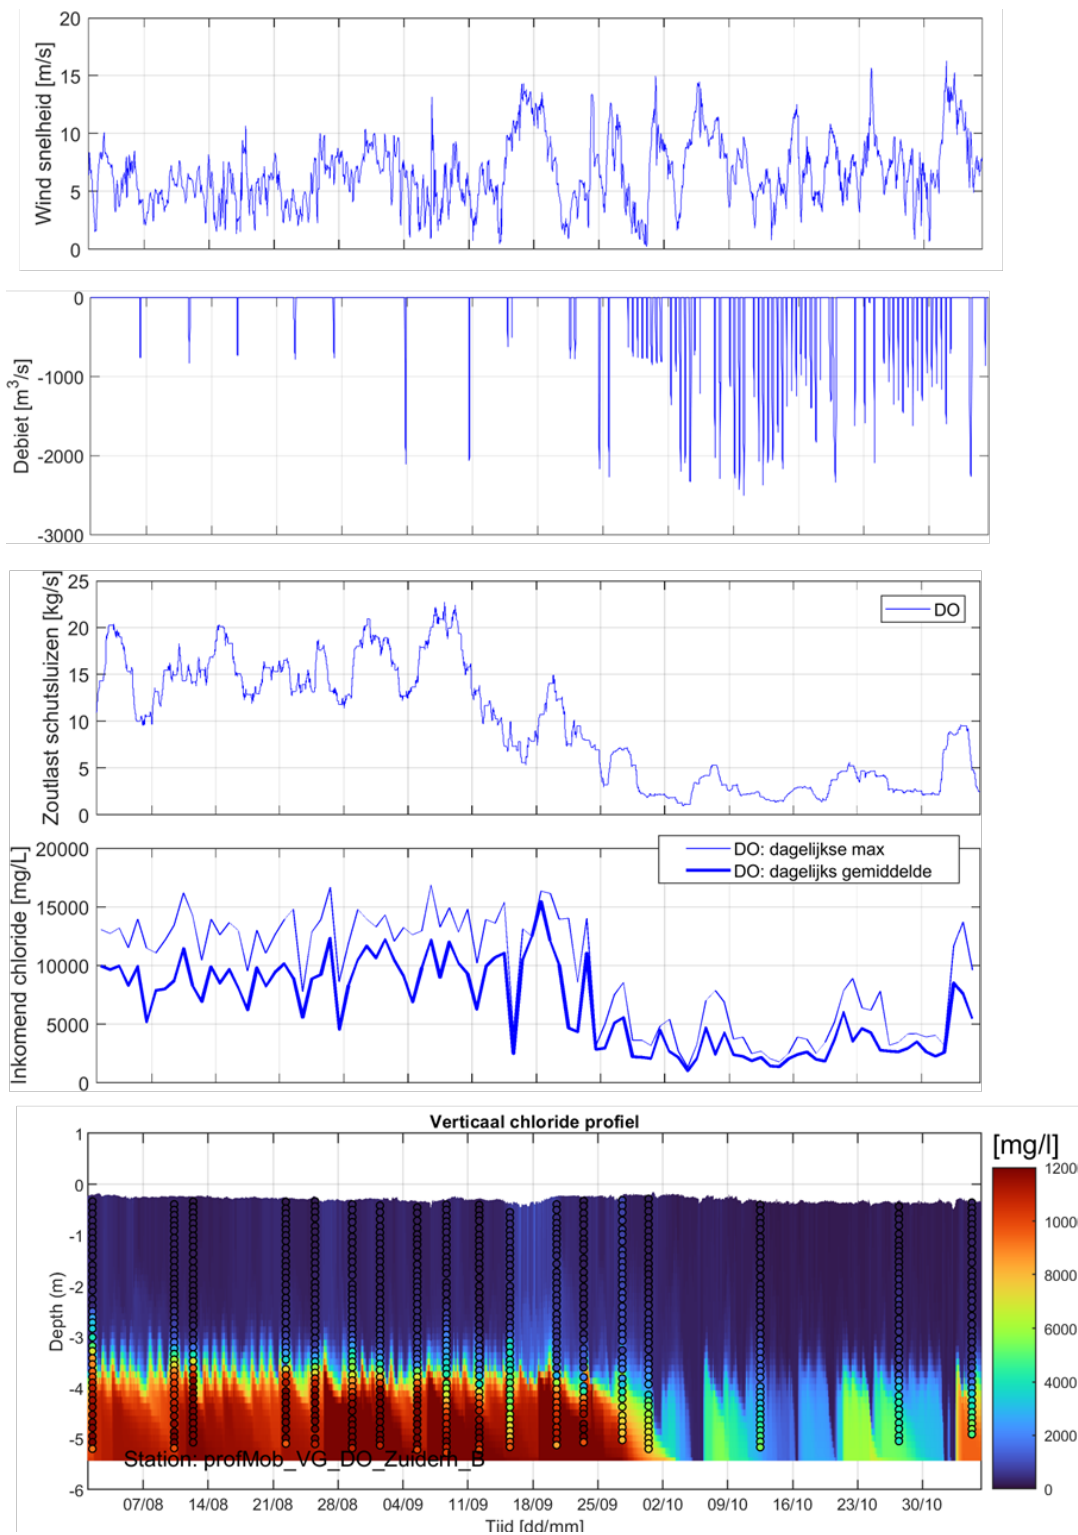 20
15
10
5
0
Wind snelheid [m/s]
0
-1000
-2000
-3000
Debiet [m³/s]
25
20
15
10
5
0
Zoutlast schutsluizen [kg/s]
DO
20000
15000
10000
5000
0
Inkomend chloride [mg/L]
DO: dagelijkse max
DO: dagelijks gemiddelde
Verticaal chloride profiel
1
0
-1
-2
-3
-4
-5
-6
Depth (m)
Station: profMob_VG_DO_Zuidern_B
07/08 14/08 21/08 28/08 04/09 11/09 18/09 25/09 02/10 09/10 16/10 23/10 30/10
Tijd [dd/mm]
[mg/l]
1200
1000
8000
6000
4000
2000
0